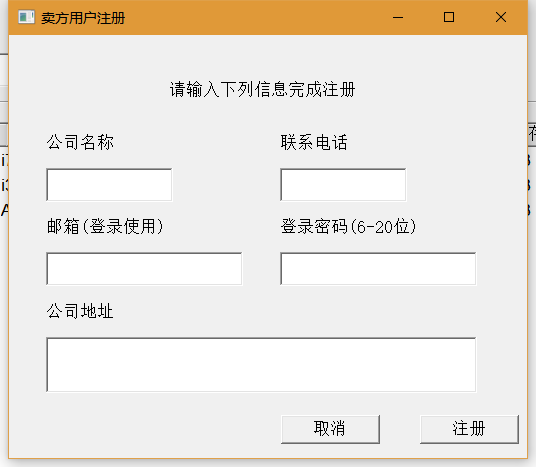 卖方用户注册
请输入下列信息完成注册
公司名称 联系电话
邮箱(登录使用) 登录密码(6-20位)
公司地址
取消 注册